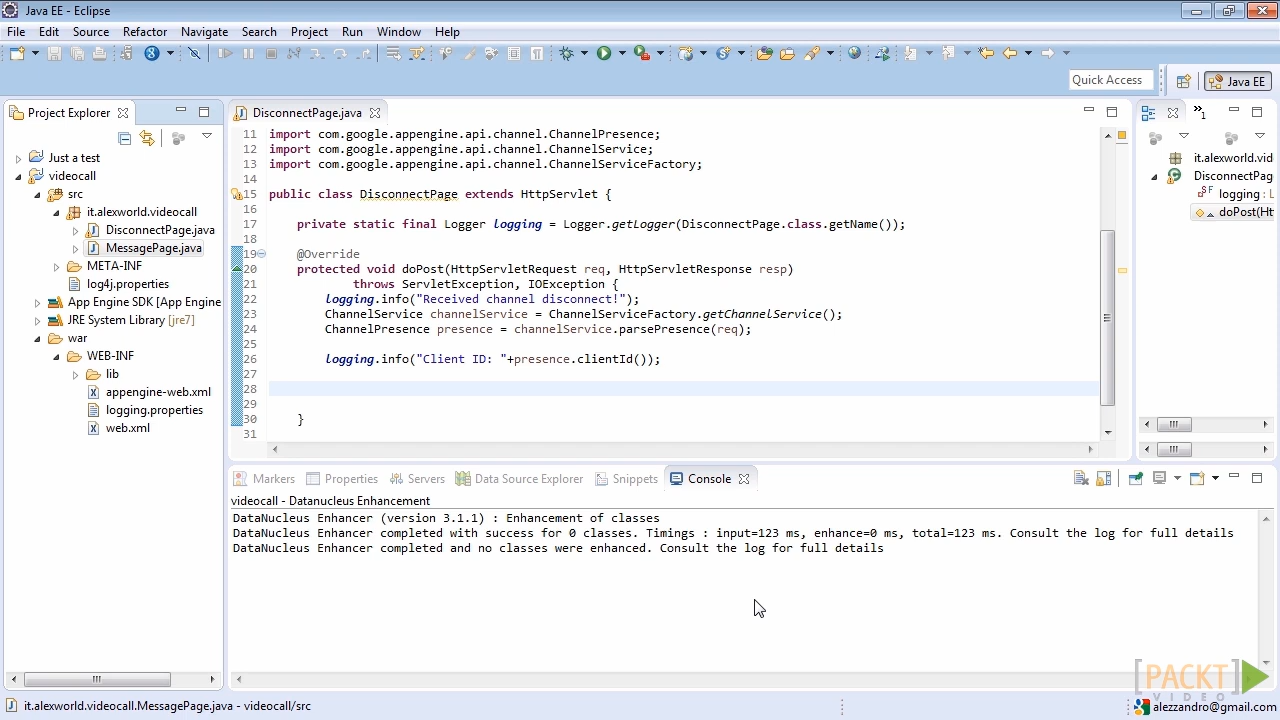 Java EE - Eclipse
File Edit Source Refactor Navigate Search Project Run Window Help
Quick Access
Java EE
Project Explorer
Just a test
videocall
src
it.alexworld.videocall
DisconnectPage.java
MessagePage.java
META-INF
log4j.properties
App Engine SDK [App Engine
JRE System Library [jre7]
war
WEB-INF
lib
appengine-web.xml
logging.properties
web.xml
DisconnectPage.java
11 import com.google.appengine.api.channel.ChannelPresence;
12 import com.google.appengine.api.channel.ChannelService;
13 import com.google.appengine.api.channel.ChannelServiceFactory;
14
15 public class DisconnectPage extends HttpServlet {
16
17 private static final Logger logging = Logger.getLogger(DisconnectPage.class.getName());
18
19 @Override
20 protected void doPost(HttpServletRequest req, HttpServletResponse resp)
21 throws ServletException, IOException {
22 logging.info("Received channel disconnect!");
23 ChannelService channelService = ChannelServiceFactory.getChannelService();
24 ChannelPresence presence = channelService.parsePresence(req);
25
26 logging.info("Client ID: "+presence.clientId());
27
28
29
30 }
31
1
it.alexworld.vid
DisconnectPag
logging : L
doPost(Ht
Markers Properties Servers Data Source Explorer Snippets Console
videocall - Datanucleus Enhancement
DataNucleus Enhancer (version 3.1.1) : Enhancement of classes
DataNucleus Enhancer completed with success for 0 classes. Timings : input=123 ms, enhance=0 ms, total=123 ms. Consult the log for full details
DataNucleus Enhancer completed and no classes were enhanced. Consult the log for full details
[PACKT]
VIDEO
it.alexworld.videocall.MessagePage.java - videocall/src
alezzandro@gmail.com